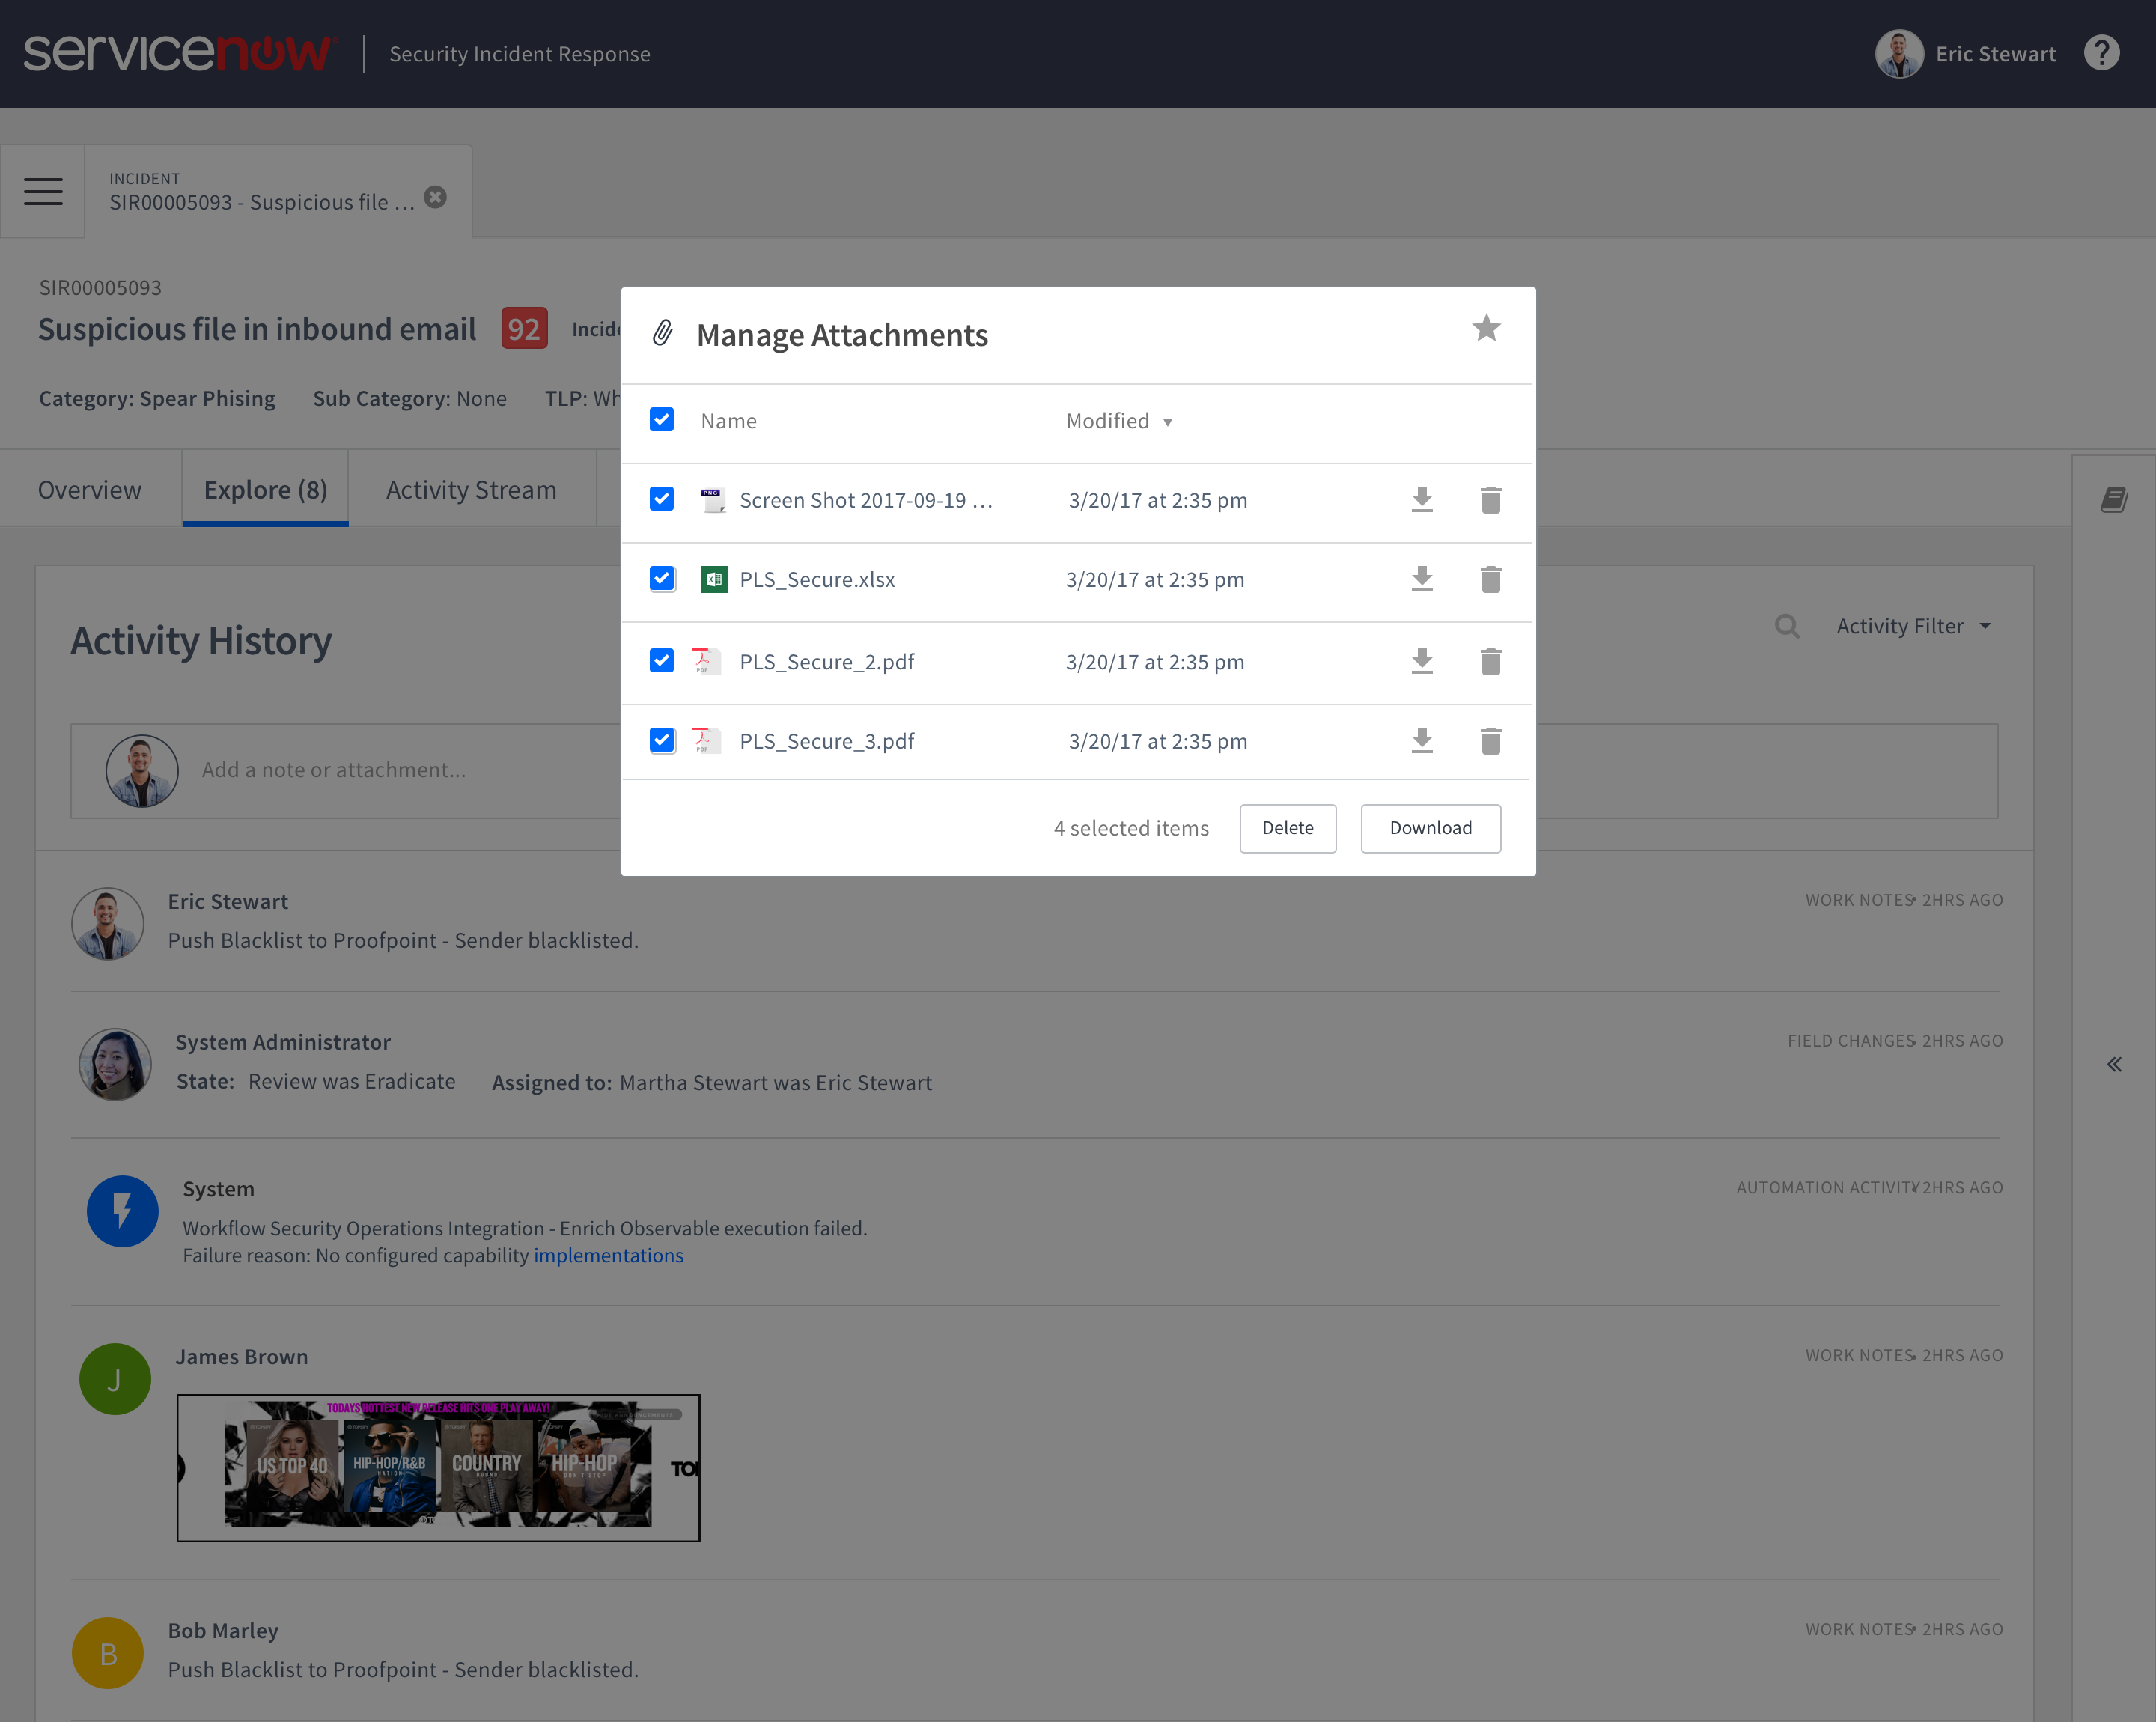 servicenow
Security Incident Response
Eric Stewart
?
INCIDENT
SIR00005093 - Suspicious file ...
SIR00005093
Suspicious file in inbound email
92
Category: Spear Phising
Sub Category: None
TLP:
Overview
Explore (8)
Activity Stream
Manage Attachments
Name
Modified
PNG
Screen Shot 2017-09-19 ...
3/20/17 at 2:35 pm
PLS_Secure.xlsx
3/20/17 at 2:35 pm
PDF
PLS_Secure_2.pdf
3/20/17 at 2:35 pm
PDF
PLS_Secure_3.pdf
3/20/17 at 2:35 pm
4 selected items
Delete
Download
Activity History
Activity Filter
Add a note or attachment...
Eric Stewart
WORK NOTES • 2HRS AGO
Push Blacklist to Proofpoint - Sender blacklisted.
System Administrator
FIELD CHANGES • 2HRS AGO
State: Review was Eradicate
Assigned to: Martha Stewart was Eric Stewart
System
AUTOMATION ACTIVITY • 2HRS AGO
Workflow Security Operations Integration - Enrich Observable execution failed.
Failure reason: No configured capability implementations
J
James Brown
WORK NOTES • 2HRS AGO
TODAYS HOTTEST NEW RELEASE HITS ONE PLAY AWAY!
US TOP 40
HIP-HOP/R&B
NATION
COUNTRY
BOUND
HIP-HOP
DON'T STOP
B
Bob Marley
WORK NOTES • 2HRS AGO
Push Blacklist to Proofpoint - Sender blacklisted.